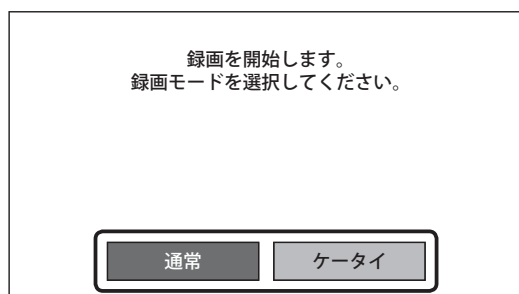 録画を開始します。
録画モードを選択してください。
通常
ケータイ